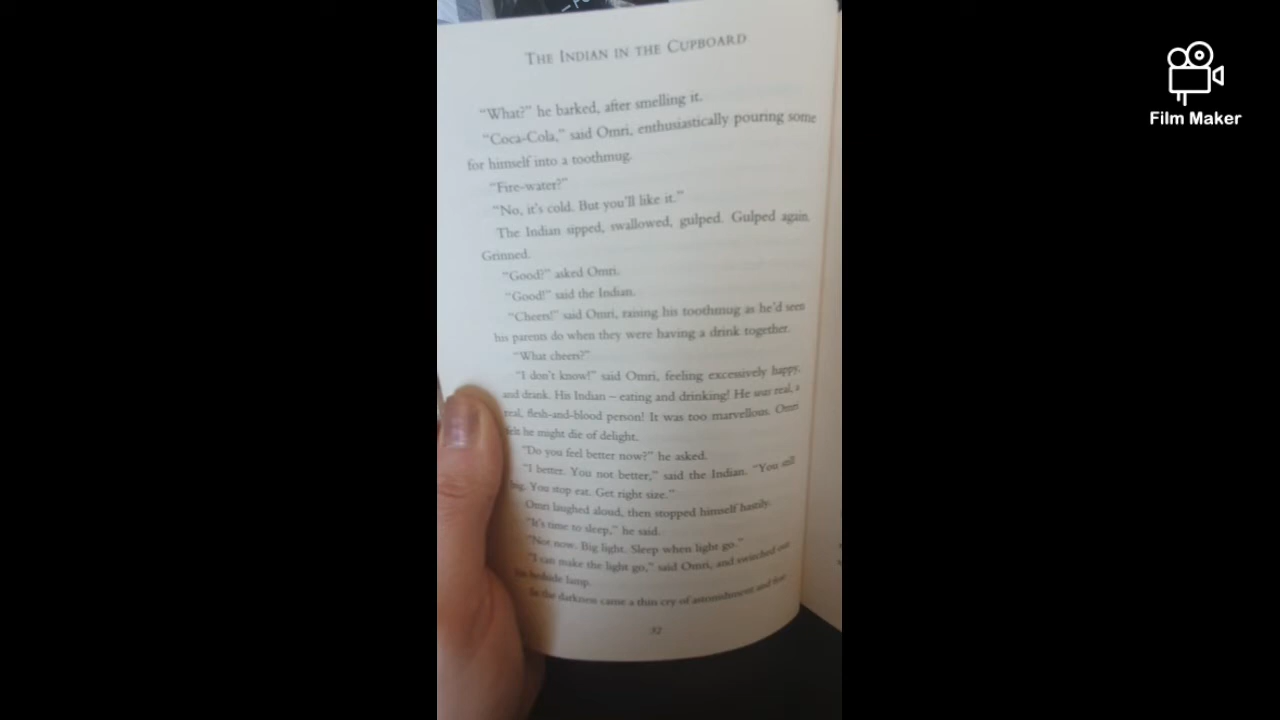 THE INDIAN IN THE CUPBOARD
"What?" he barked, after smelling it.
"Coca-Cola," said Omri, enthusiastically pouring some
for himself into a toothmug.
"Fire-water?"
"No, it's cold. But you'll like it."
The Indian sipped, swallowed, gulped. Gulped again.
Grinned.
"Good?" asked Omri.
"Good!" said the Indian.
"Cheers!" said Omri, raising his toothmug as he'd seen
his parents do when they were having a drink together.
"What cheers?"
"I don't know!" said Omri, feeling excessively happy,
and drank. His Indian – eating and drinking! He was real, a
real, flesh-and-blood person! It was too marvellous. Omri
felt he might die of delight.
"Do you feel better now?" he asked.
"I better. You not better," said the Indian. "You still
big. You stop eat. Get right size."
Omri laughed aloud, then stopped himself hastily.
"It's time to sleep," he said.
"Not now. Big light. Sleep when light go."
"I can make the light go," said Omri, and switched out
his bedside lamp.
In the darkness came a thin cry of astonishment and fear
32
Film Maker